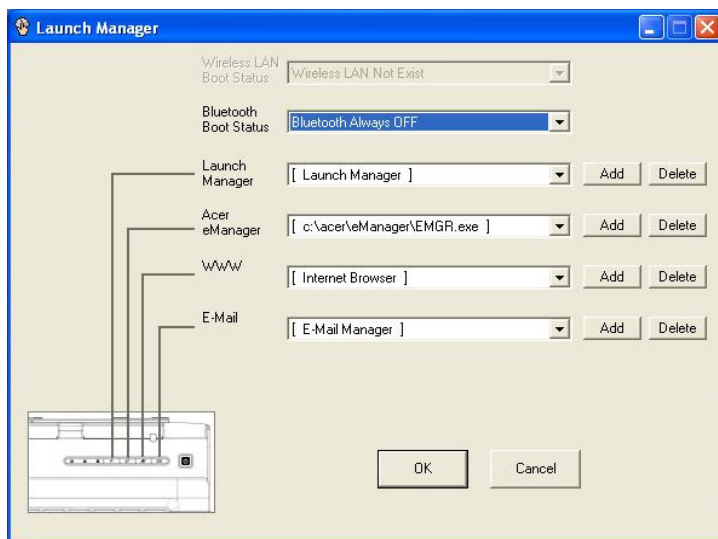 Launch Manager
Wireless LAN
Boot Status
Wireless LAN Not Exist
Bluetooth
Boot Status
Bluetooth Always OFF
Launch
Manager
[ Launch Manager ]
Add
Delete
Acer
eManager
[ c:\acer\eManager\EMGR.exe ]
Add
Delete
WWW
[ Internet Browser ]
Add
Delete
E-Mail
[ E-Mail Manager ]
Add
Delete
OK
Cancel